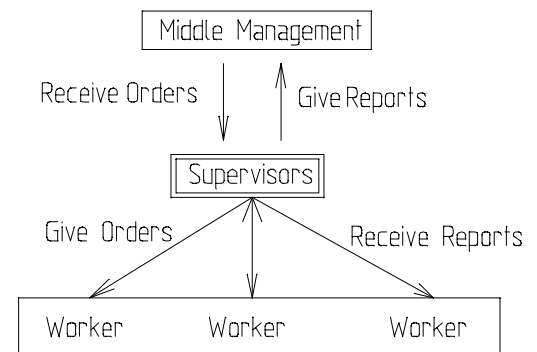 Middle Management
Receive Orders
Give Reports
Supervisors
Give Orders
Receive Reports
Worker Worker Worker